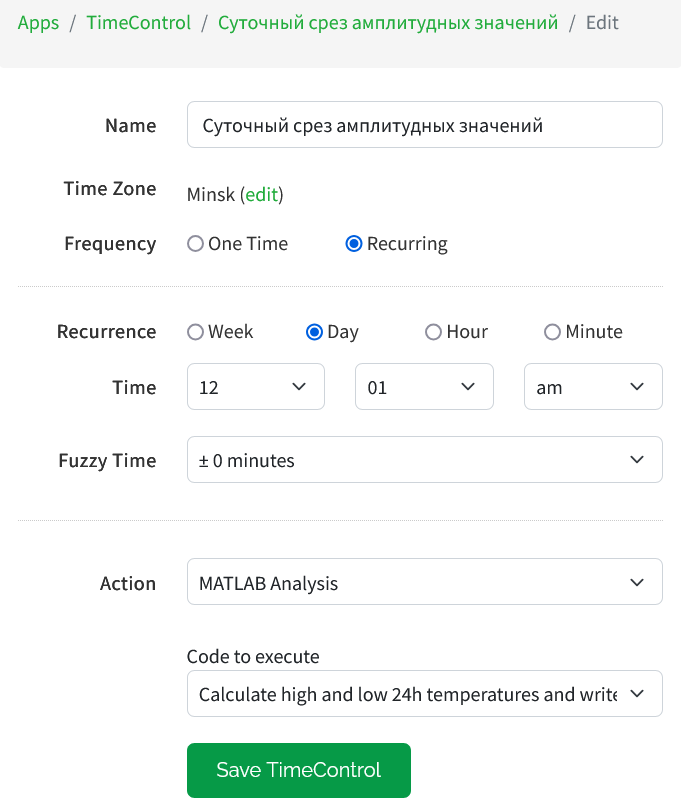 Apps / TimeControl / Суточный срез амплитудных значений / Edit
Name Суточный срез амплитудных значений
Time Zone Minsk (edit)
Frequency One Time Recurring
Recurrence Week Day Hour Minute
Time 12 01 am
Fuzzy Time ± 0 minutes
Action MATLAB Analysis
Code to execute
Calculate high and low 24h temperatures and write
Save TimeControl